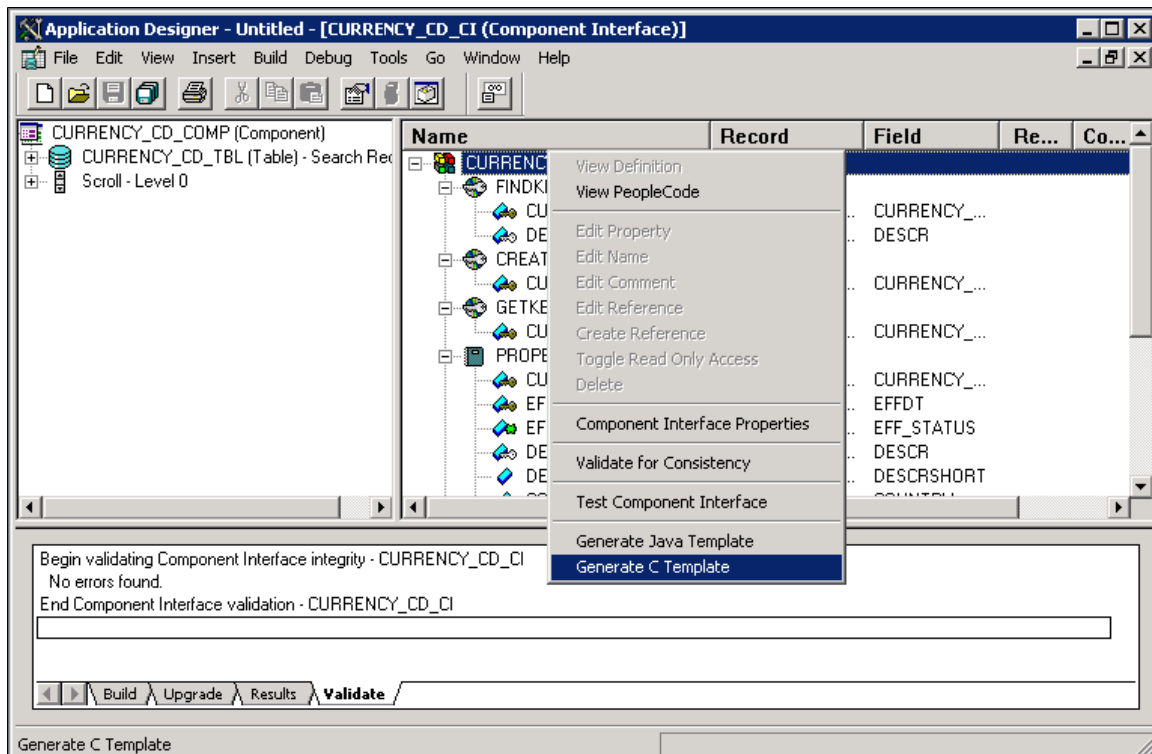 Application Designer - Untitled - [CURRENCY_CD_CI (Component Interface)]
File Edit View Insert Build Debug Tools Go Window Help
CURRENCY_CD_COMP (Component)
CURRENCY_CD_TBL (Table) - Search Rec
Scroll - Level 0
Name Record Field Re... Co...
CURRENC
FINDKI
CU .. CURRENCY_...
DE .. DESCR
CREAT
CU .. CURRENCY_...
GETKE
CU .. CURRENCY_...
PROPE
CU .. CURRENCY_...
EF .. EFFDT
EF .. EFF_STATUS
DE .. DESCR
DE .. DESCRSHORT
View Definition
View PeopleCode
Edit Property
Edit Name
Edit Comment
Edit Reference
Create Reference
Toggle Read Only Access
Delete
Component Interface Properties
Validate for Consistency
Test Component Interface
Generate Java Template
Generate C Template
Begin validating Component Interface integrity - CURRENCY_CD_CI
No errors found.
End Component Interface validation - CURRENCY_CD_CI
Build Upgrade Results Validate
Generate C Template